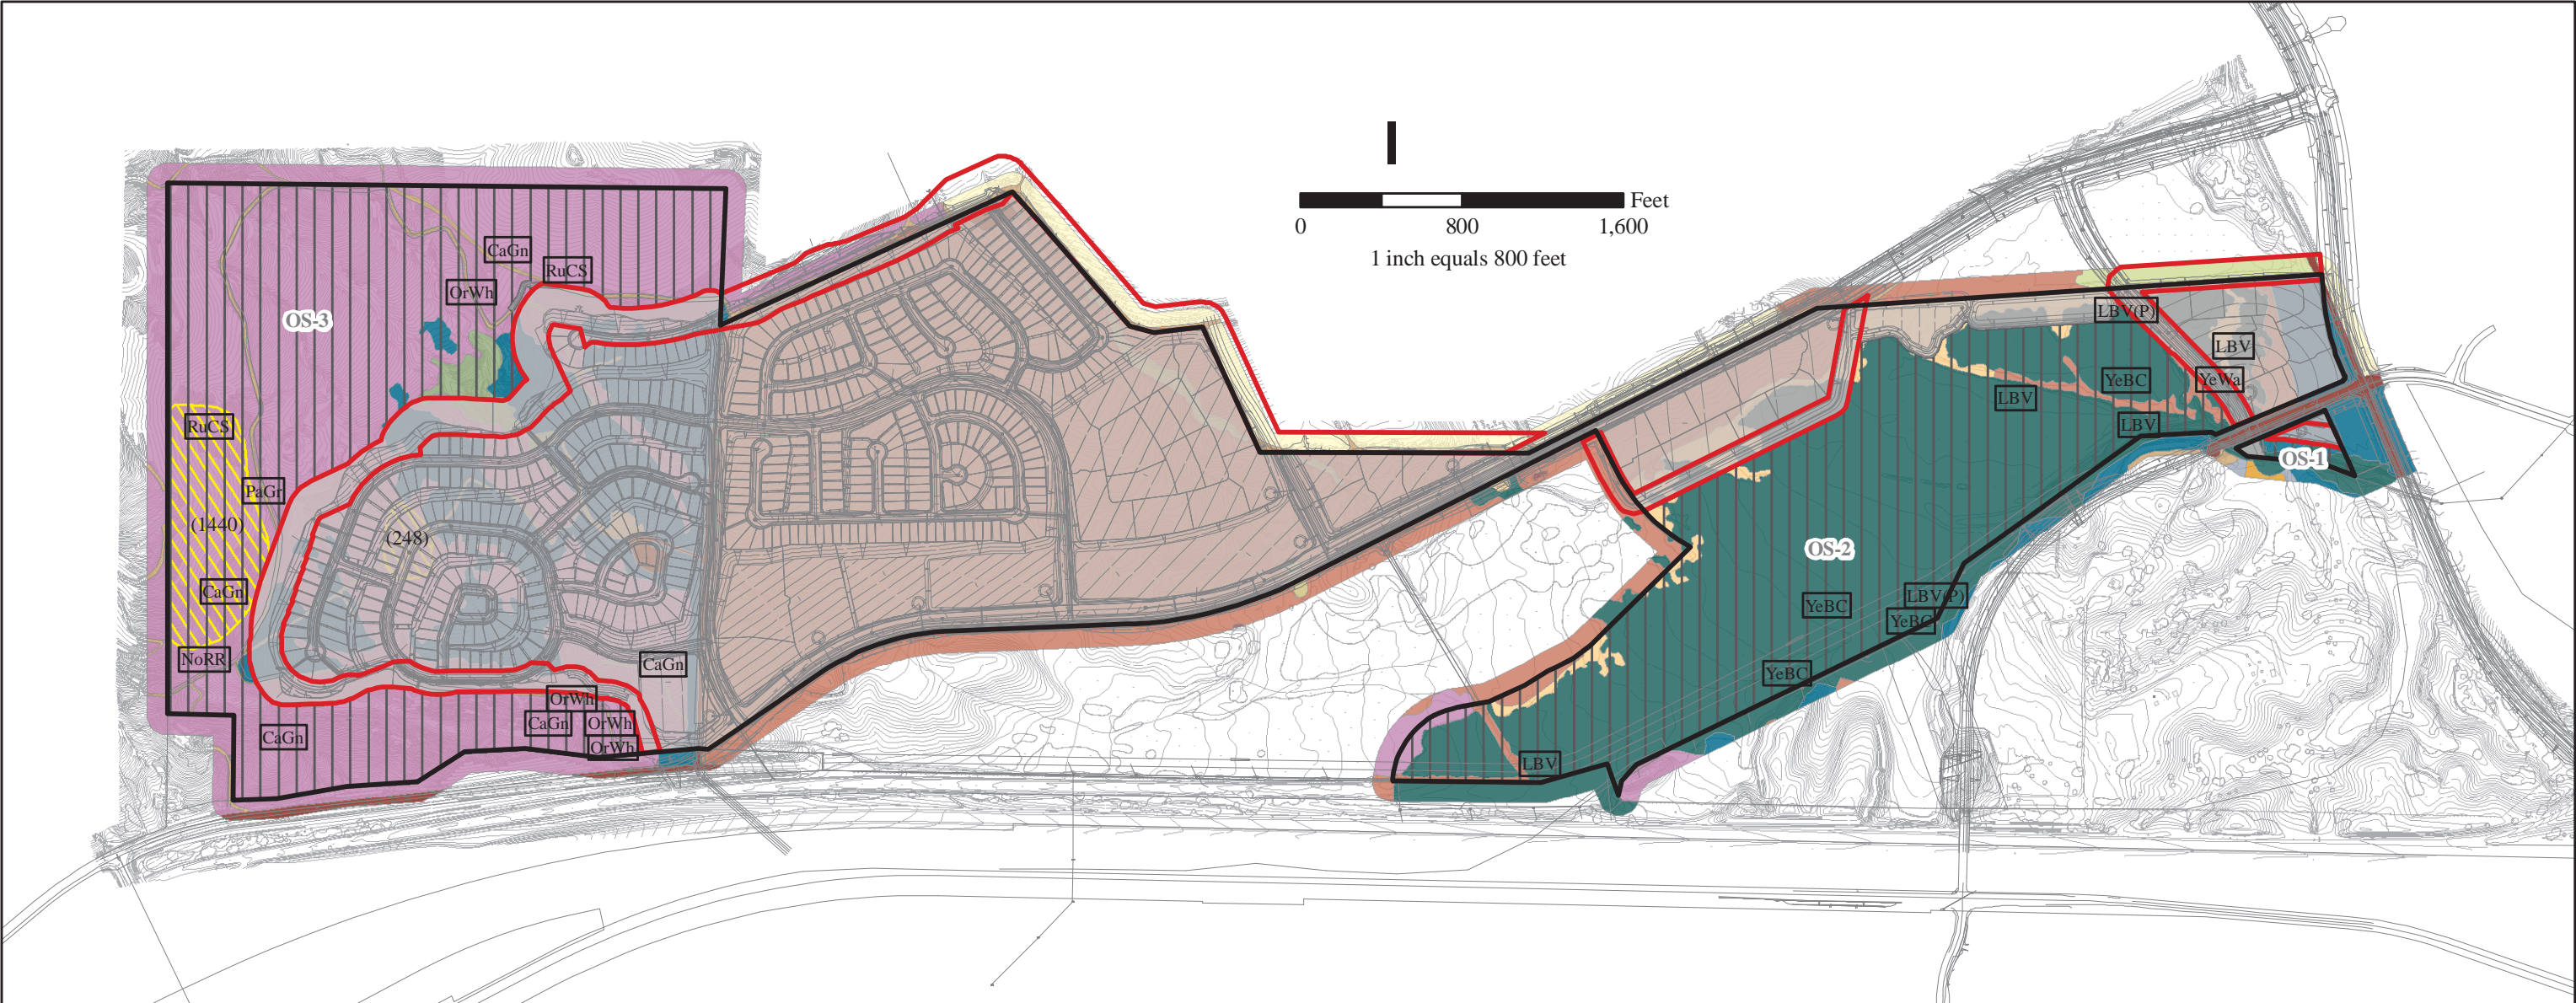 Feet
0 800 1,600
1 inch equals 800 feet
CaGn
RuCS
OrWh
OS-3
LBV(P)
LBV
YeBC
YeWa
LBV
LBV
RuCS
OS-1
PaGr
(1440)
(248)
OS-2
CaGn
LBV(P)
YeBC
YeBC
NoRR
CaGn
YeBC
OrWh
CaGn
OrWh
CaGn
OrWh
LBV